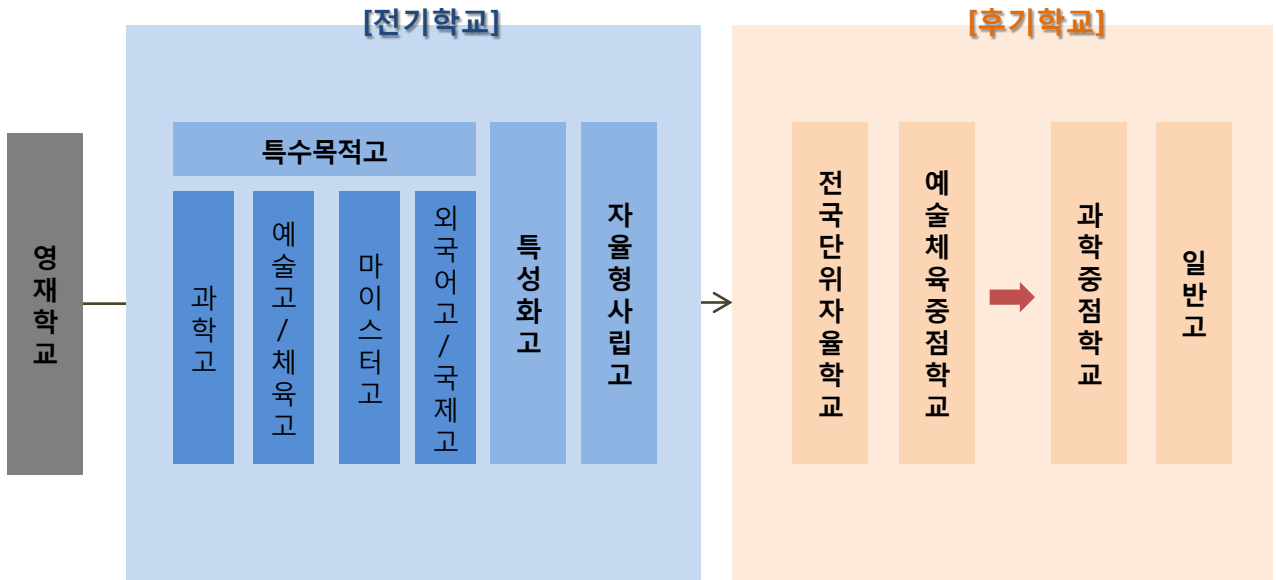 [전기학교]
[후기학교]
영재학교
특수목적고
과학고
예술고/체육고
마이스터고
외국어고/국제고
특성화고
자율형사립고
전국단위자율학교
예술체육중점학교
과학중점학교
일반고